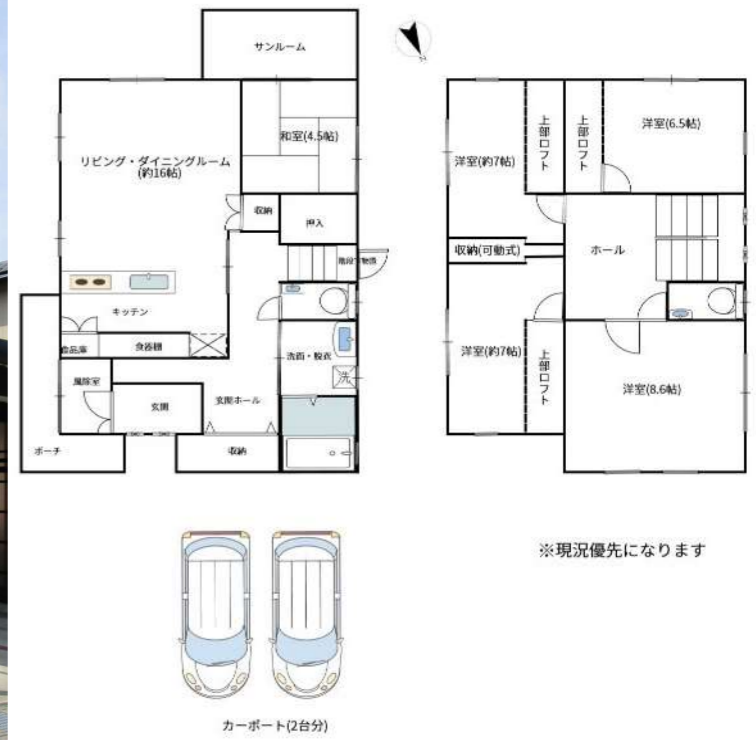 サンルーム
和室(4.5帖)
リビング・ダイニングルーム
(約16帖)
収納
押入
階段下物置
キッチン
食品庫
食器棚
洗面・脱衣
洗
風除室
玄関
玄関ホール
ポーチ
収納
上部ロフト
上部ロフト
洋室(6.5帖)
洋室(約7帖)
収納(可動式)
ホール
洋室(約7帖)
上部ロフト
洋室(8.6帖)
※現況優先になります
カーポート(2台分)